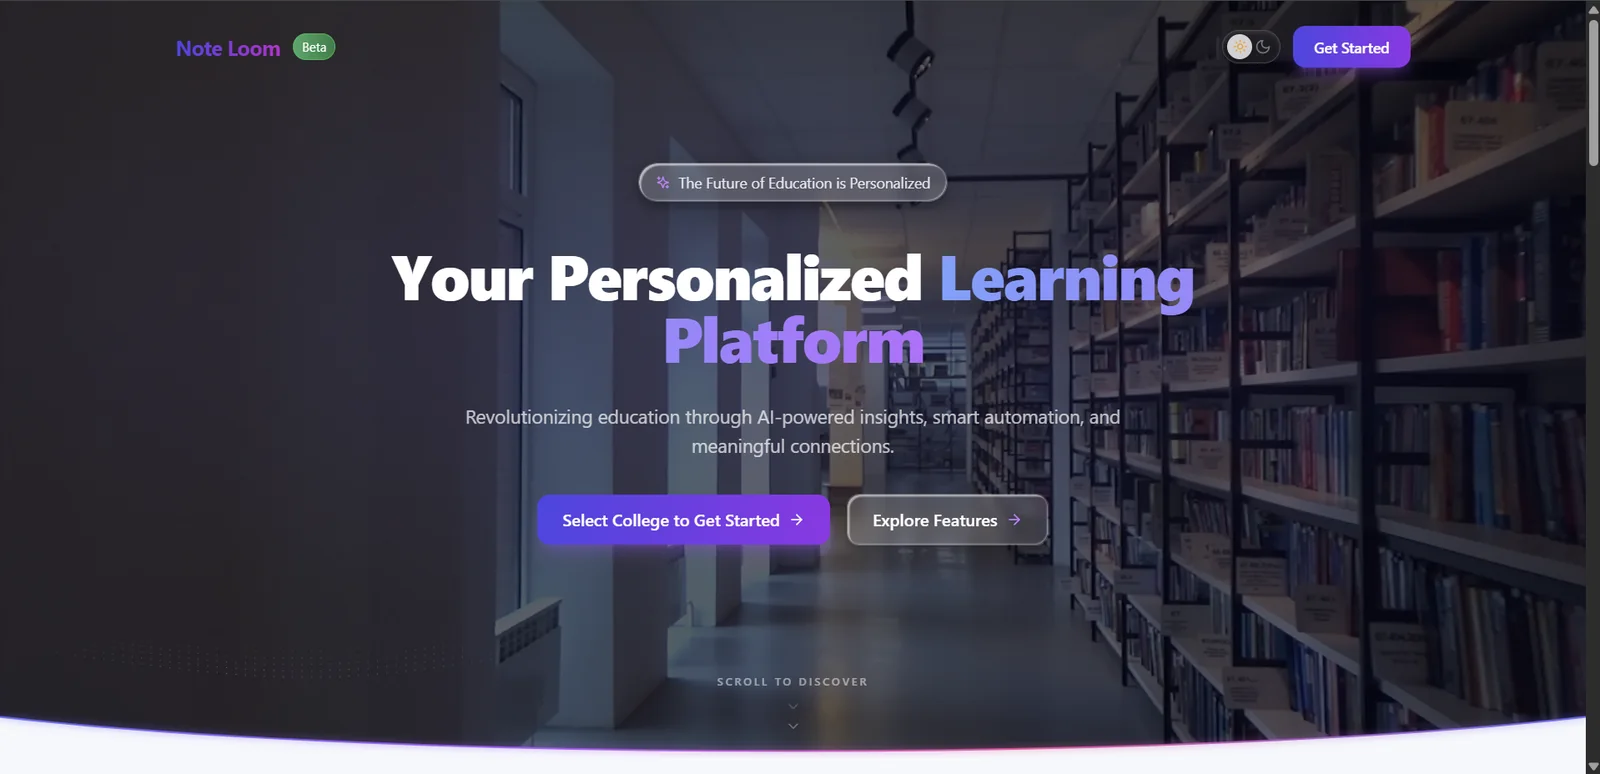 Note Loom Beta
Get Started
The Future of Education is Personalized
Your Personalized Learning
Platform
Revolutionizing education through AI-powered insights, smart automation, and
meaningful connections.
Select College to Get Started
Explore Features
SCROLL TO DISCOVER